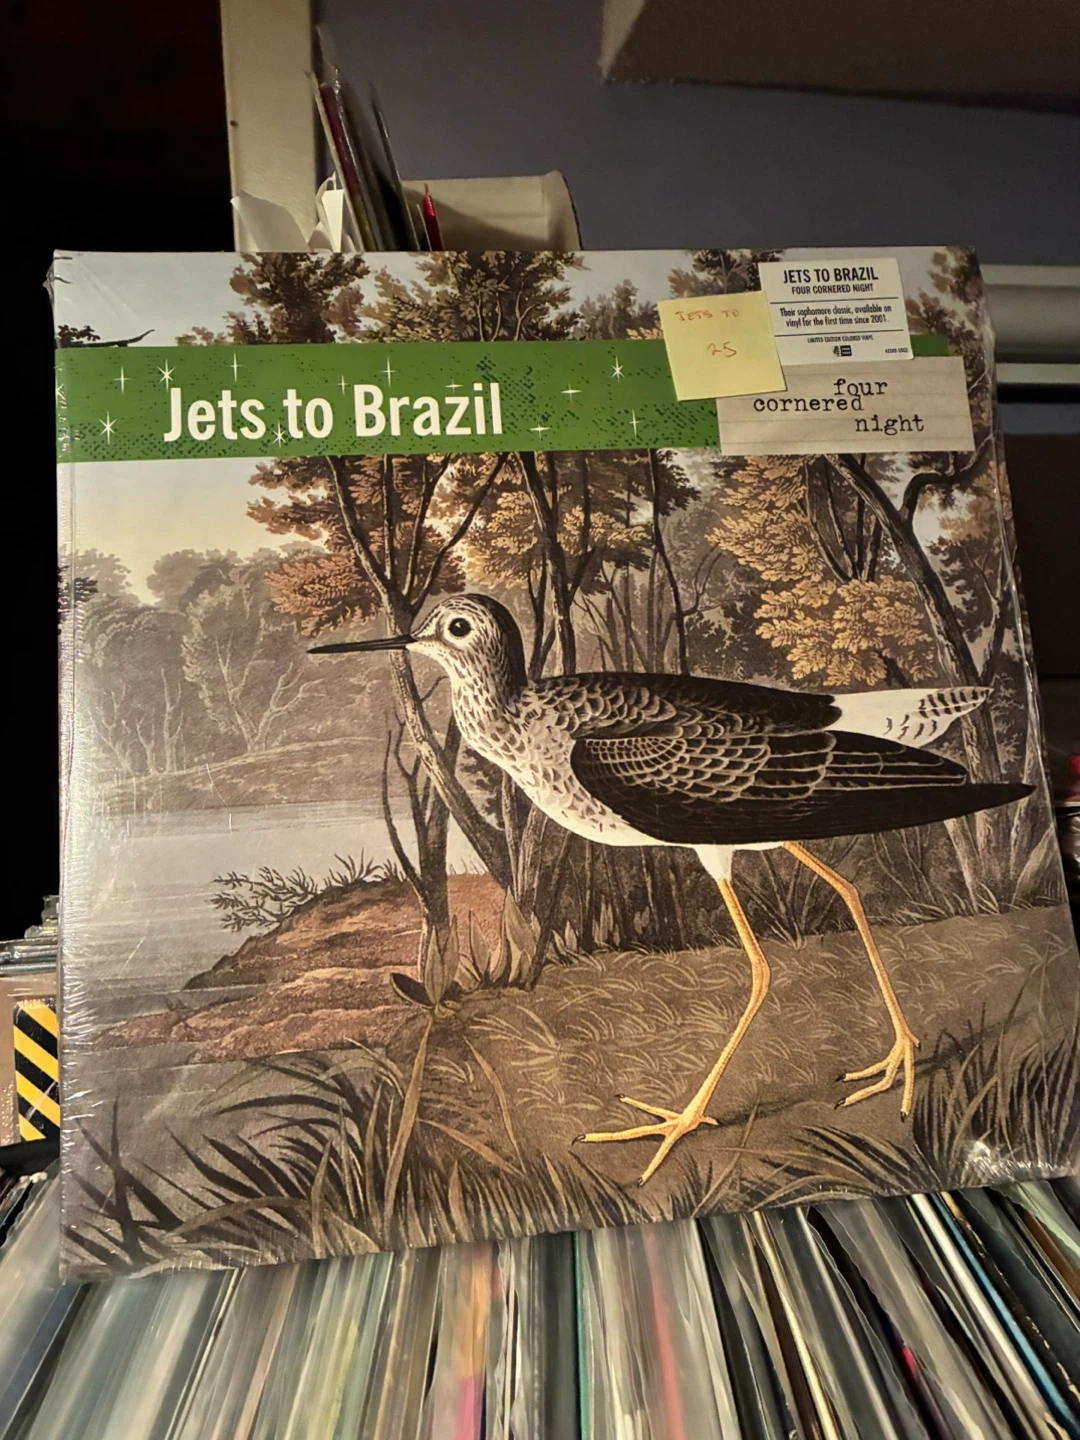 JETS TO BRAZIL
FOUR CORNERED NIGHT
Their sophomore classic, available on
vinyl for the first time since 2001.
LIMITED EDITION COLORED VINYL
JETS TO
25
Jets to Brazil
four
cornered
night